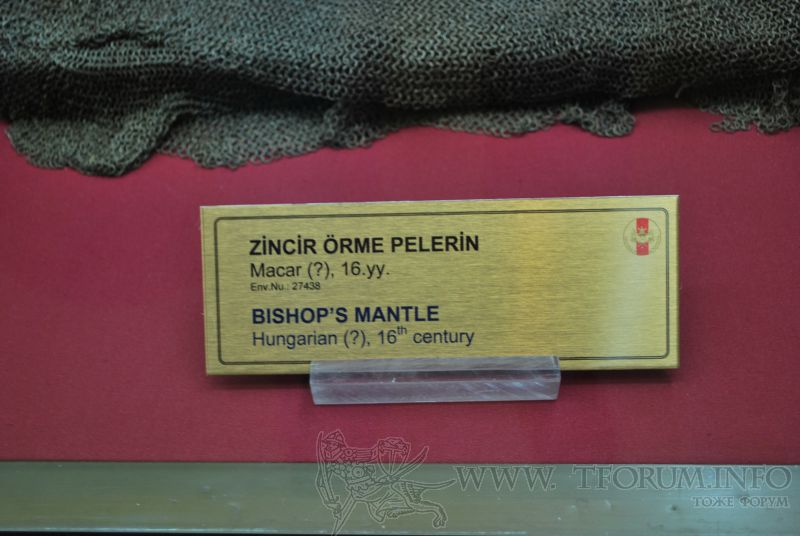 ZİNCİR ÖRME PELERİN
Macar (?), 16.yy.
Env.Nu.: 27438
BISHOP'S MANTLE
Hungarian (?), 16th century
WWW. TFORUM.INFO
ТОЖЕ ФОРУМ